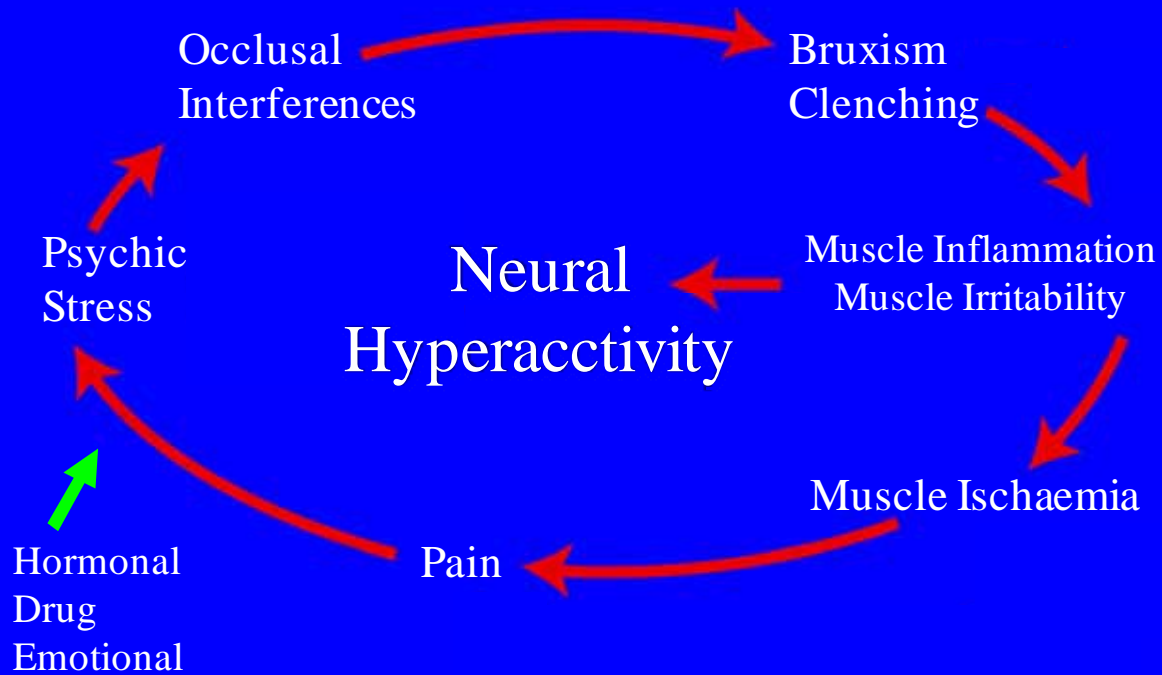 Occlusal
Interferences
Bruxism
Clenching
Psychic
Stress
Neural
Hyperacctivity
Muscle Inflammation
Muscle Irritability
Muscle Ischaemia
Pain
Hormonal
Drug
Emotional